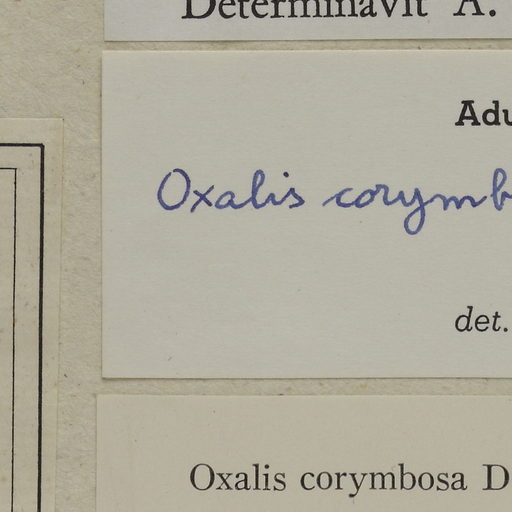 Determinavit A.
Adu
Oxalis corymb
det.
Oxalis corymbosa D